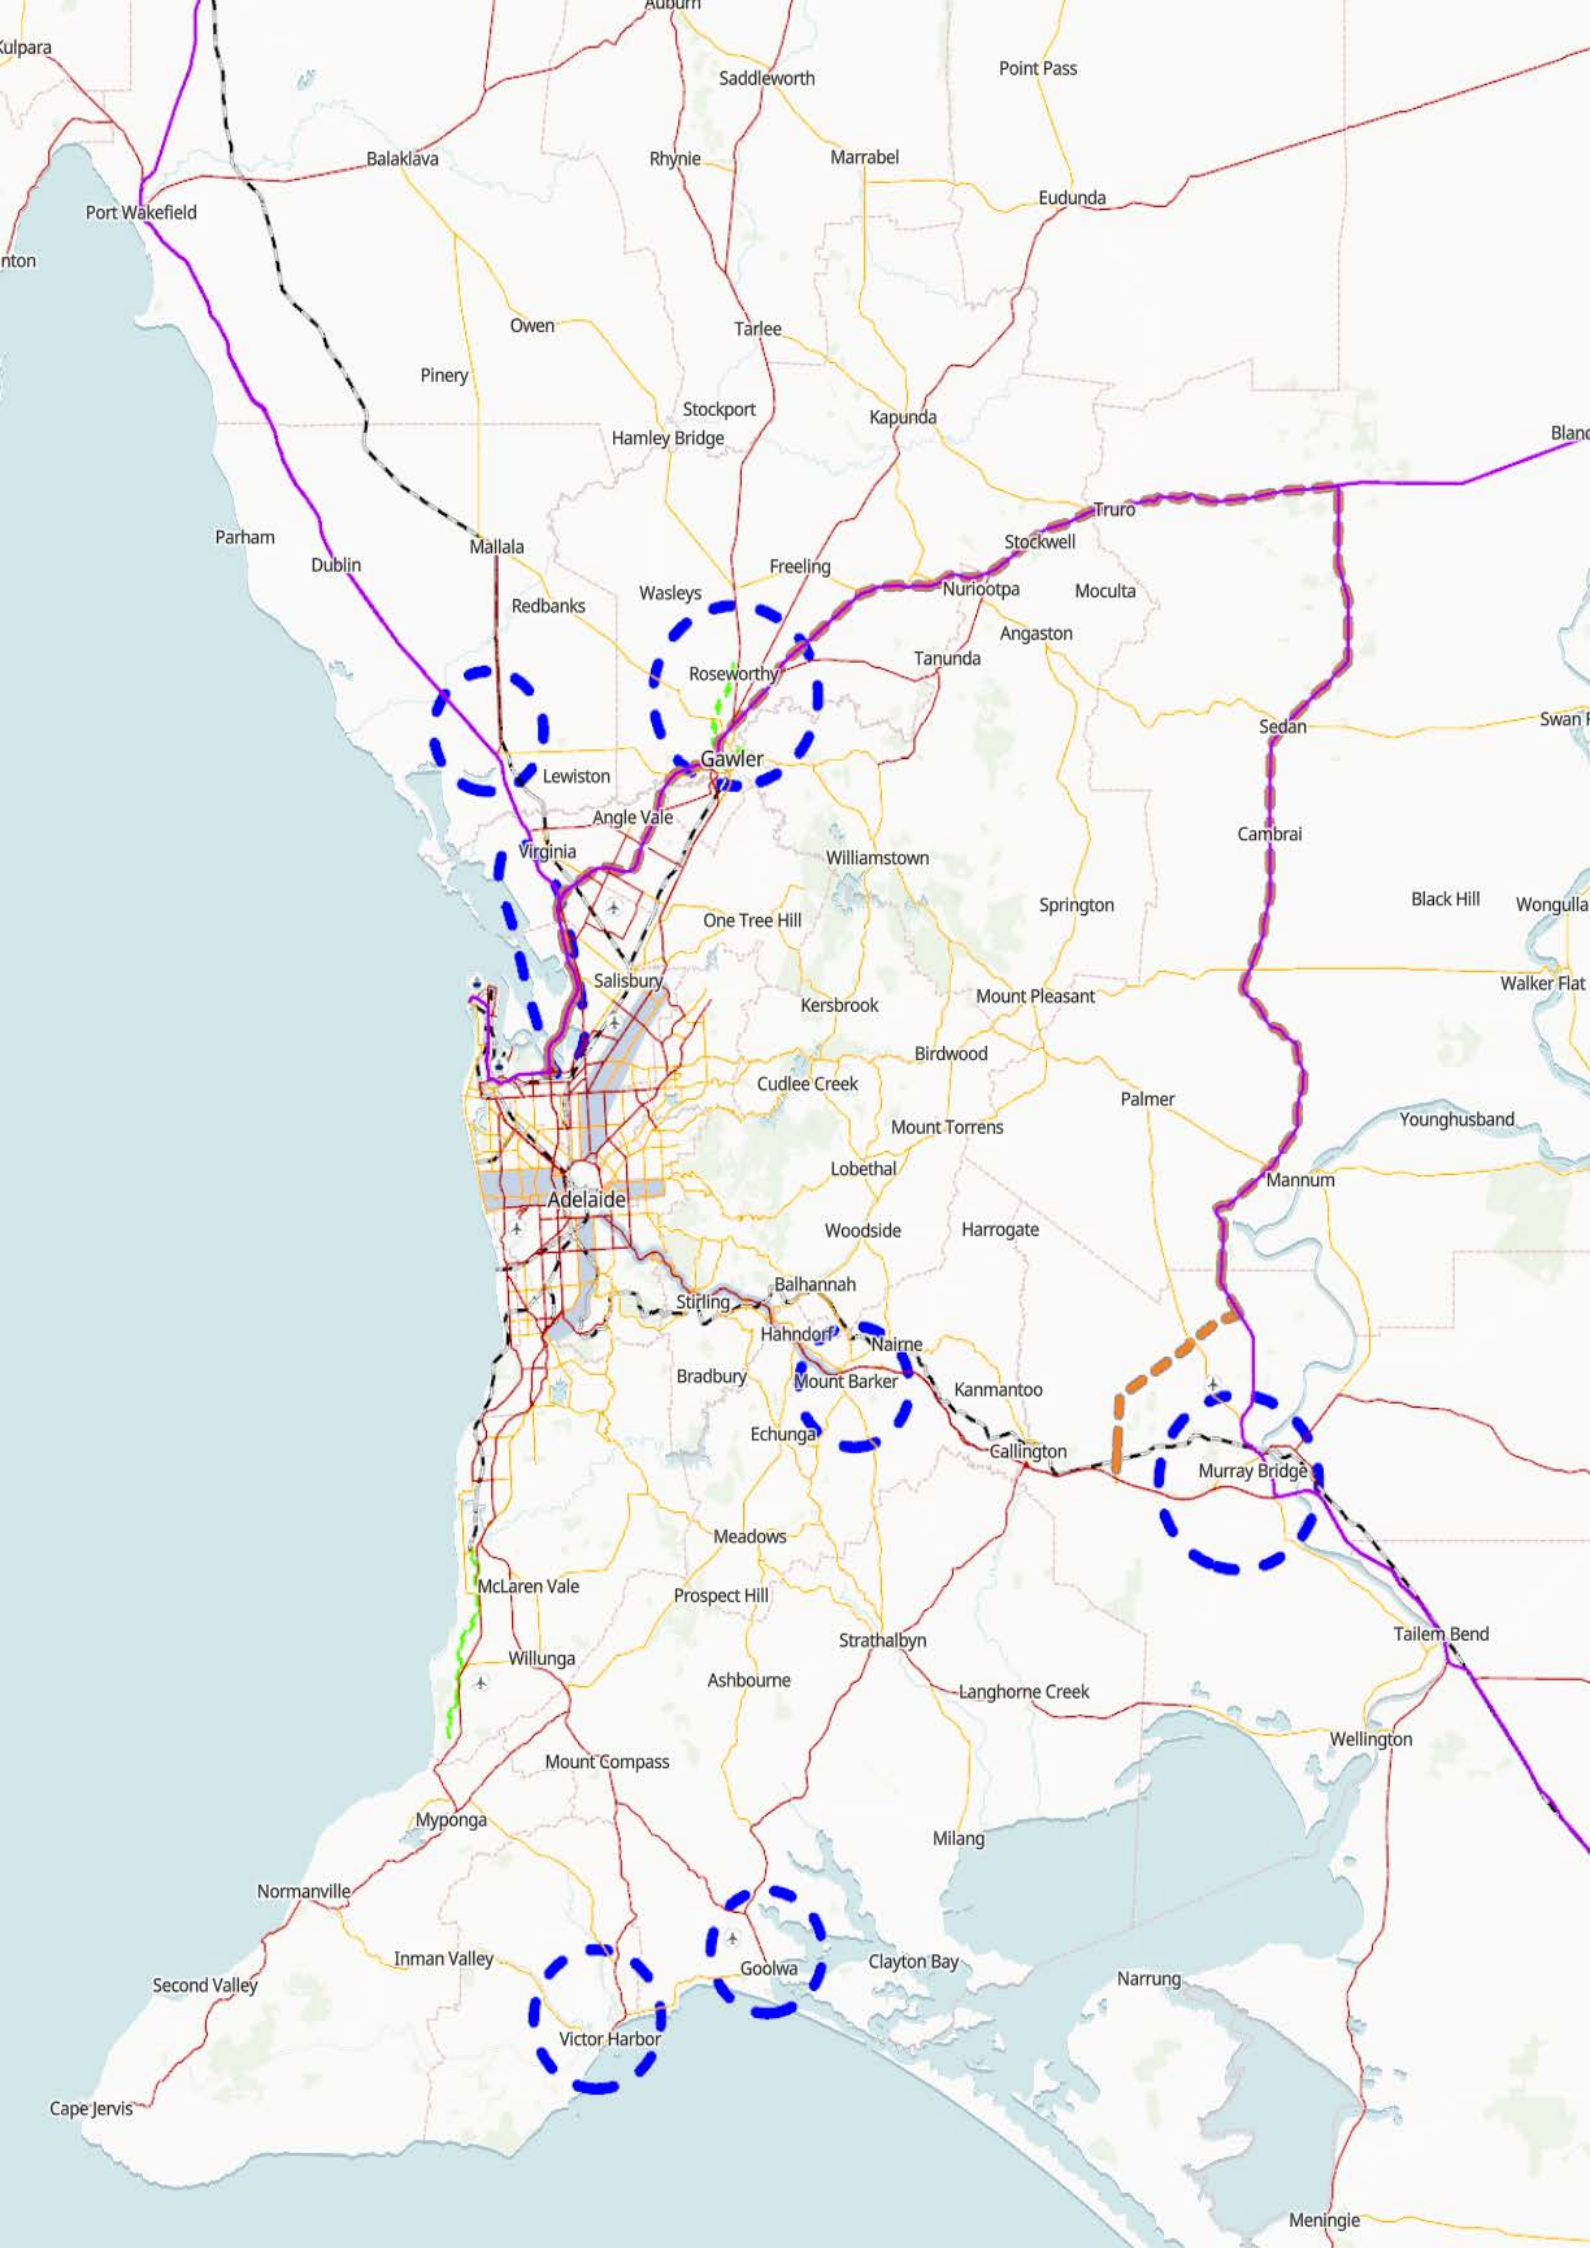 Auburn
Kulpara
Saddleworth
Point Pass
Balaklava
Rhynie
Marrabel
Eudunda
Port Wakefield
nton
Owen
Tarlee
Pinery
Stockport
Kapunda
Hamley Bridge
Blanc
Truro
Parham
Stockwell
Mallala
Dublin
Freeling
Nuriootpa
Moculta
Wasleys
Redbanks
Angaston
Tanunda
Roseworthy
Sedan
Swan
Gawler
Lewiston
Angle Vale
Cambrai
Virginia
Williamstown
Black Hill
Wongulla
Springton
One Tree Hill
Salisbury
Walker Flat
Mount Pleasant
Kersbrook
Birdwood
Cudlee Creek
Palmer
Younghusband
Mount Torrens
Lobethal
Mannum
Adelaide
Woodside
Harrogate
Balhannah
Stirling
Hahndorf
Nairne
Bradbury
Mount Barker
Kanmantoo
Echunga
Callington
Murray Bridge
Meadows
McLaren Vale
Prospect Hill
Tailem Bend
Strathalbyn
Willunga
Ashbourne
Langhorne Creek
Wellington
Mount Compass
Myponga
Milang
Normanville
Inman Valley
Clayton Bay
Goolwa
Narrung
Second Valley
Victor Harbor
Cape Jervis
Meningie